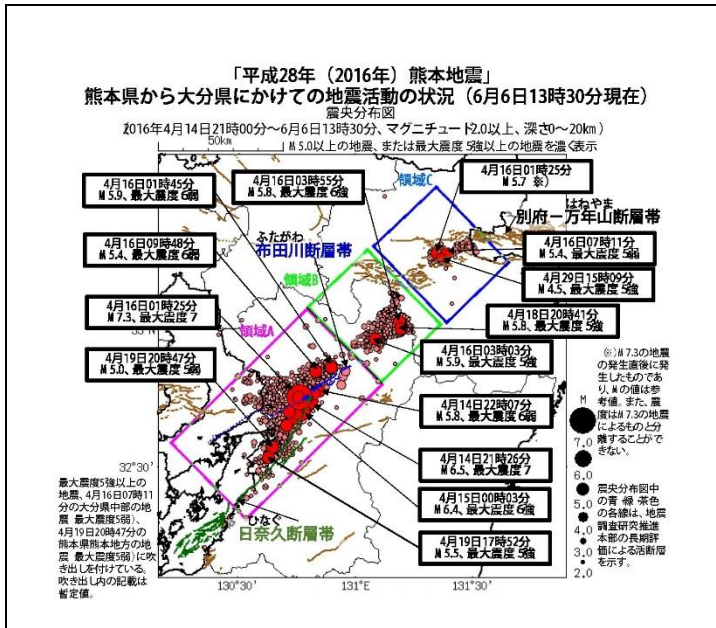 「平成28年（2016年）熊本地震」
熊本県から大分県にかけての地震活動の状況（6月6日13時30分現在）
震央分布図
（2016年4月14日21時00分～6月6日13時30分、マグニチュード2.0以上、深さ0～20km）
50km
M5.0以上の地震、または最大震度5強以上の地震を濃く表示
4月16日01時45分
M5.9、最大震度6弱
4月16日03時55分
M5.8、最大震度6強
領域C
4月16日01時25分
M5.7 ※）
はねやま
別府－万年山断層帯
4月16日09時48分
M5.4、最大震度6弱
ふたがわ
布田川断層帯
4月16日07時11分
M5.4、最大震度5弱
領域B
4月29日15時09分
M4.5、最大震度5強
4月16日01時25分
M7.3、最大震度7
領域A
4月18日20時41分
M5.8、最大震度5強
4月19日20時47分
M5.0、最大震度5弱
4月16日03時03分
M5.9、最大震度5強
4月14日22時07分
M5.8、最大震度6弱
4月14日21時26分
M6.5、最大震度7
4月15日00時03分
M6.4、最大震度6強
4月19日17時52分
M5.5、最大震度5強
ひなぐ
日奈久断層帯
※）M7.3の地震
の発生直後に発
生したものであ
り、Mの値は参
考値。また、震
度はM7.3の地震
によるものと分
離することがで
きない。
M
7.0
6.0
5.0
4.0
3.0
2.0
震央分布図中
の青・緑・茶色
の各線は、地震
調査研究推進
本部の長期評
価による活断層
を示す。
32°30'
最大震度5強以上の
地震、4月16日07時11
分の大分県中部の地
震（最大震度5弱）、
4月19日20時47分の
熊本県熊本地方の地
震（最大震度5弱）に吹
き出しを付けている。
吹き出し内の記載は
暫定値。
130°30'
131°
131°30'